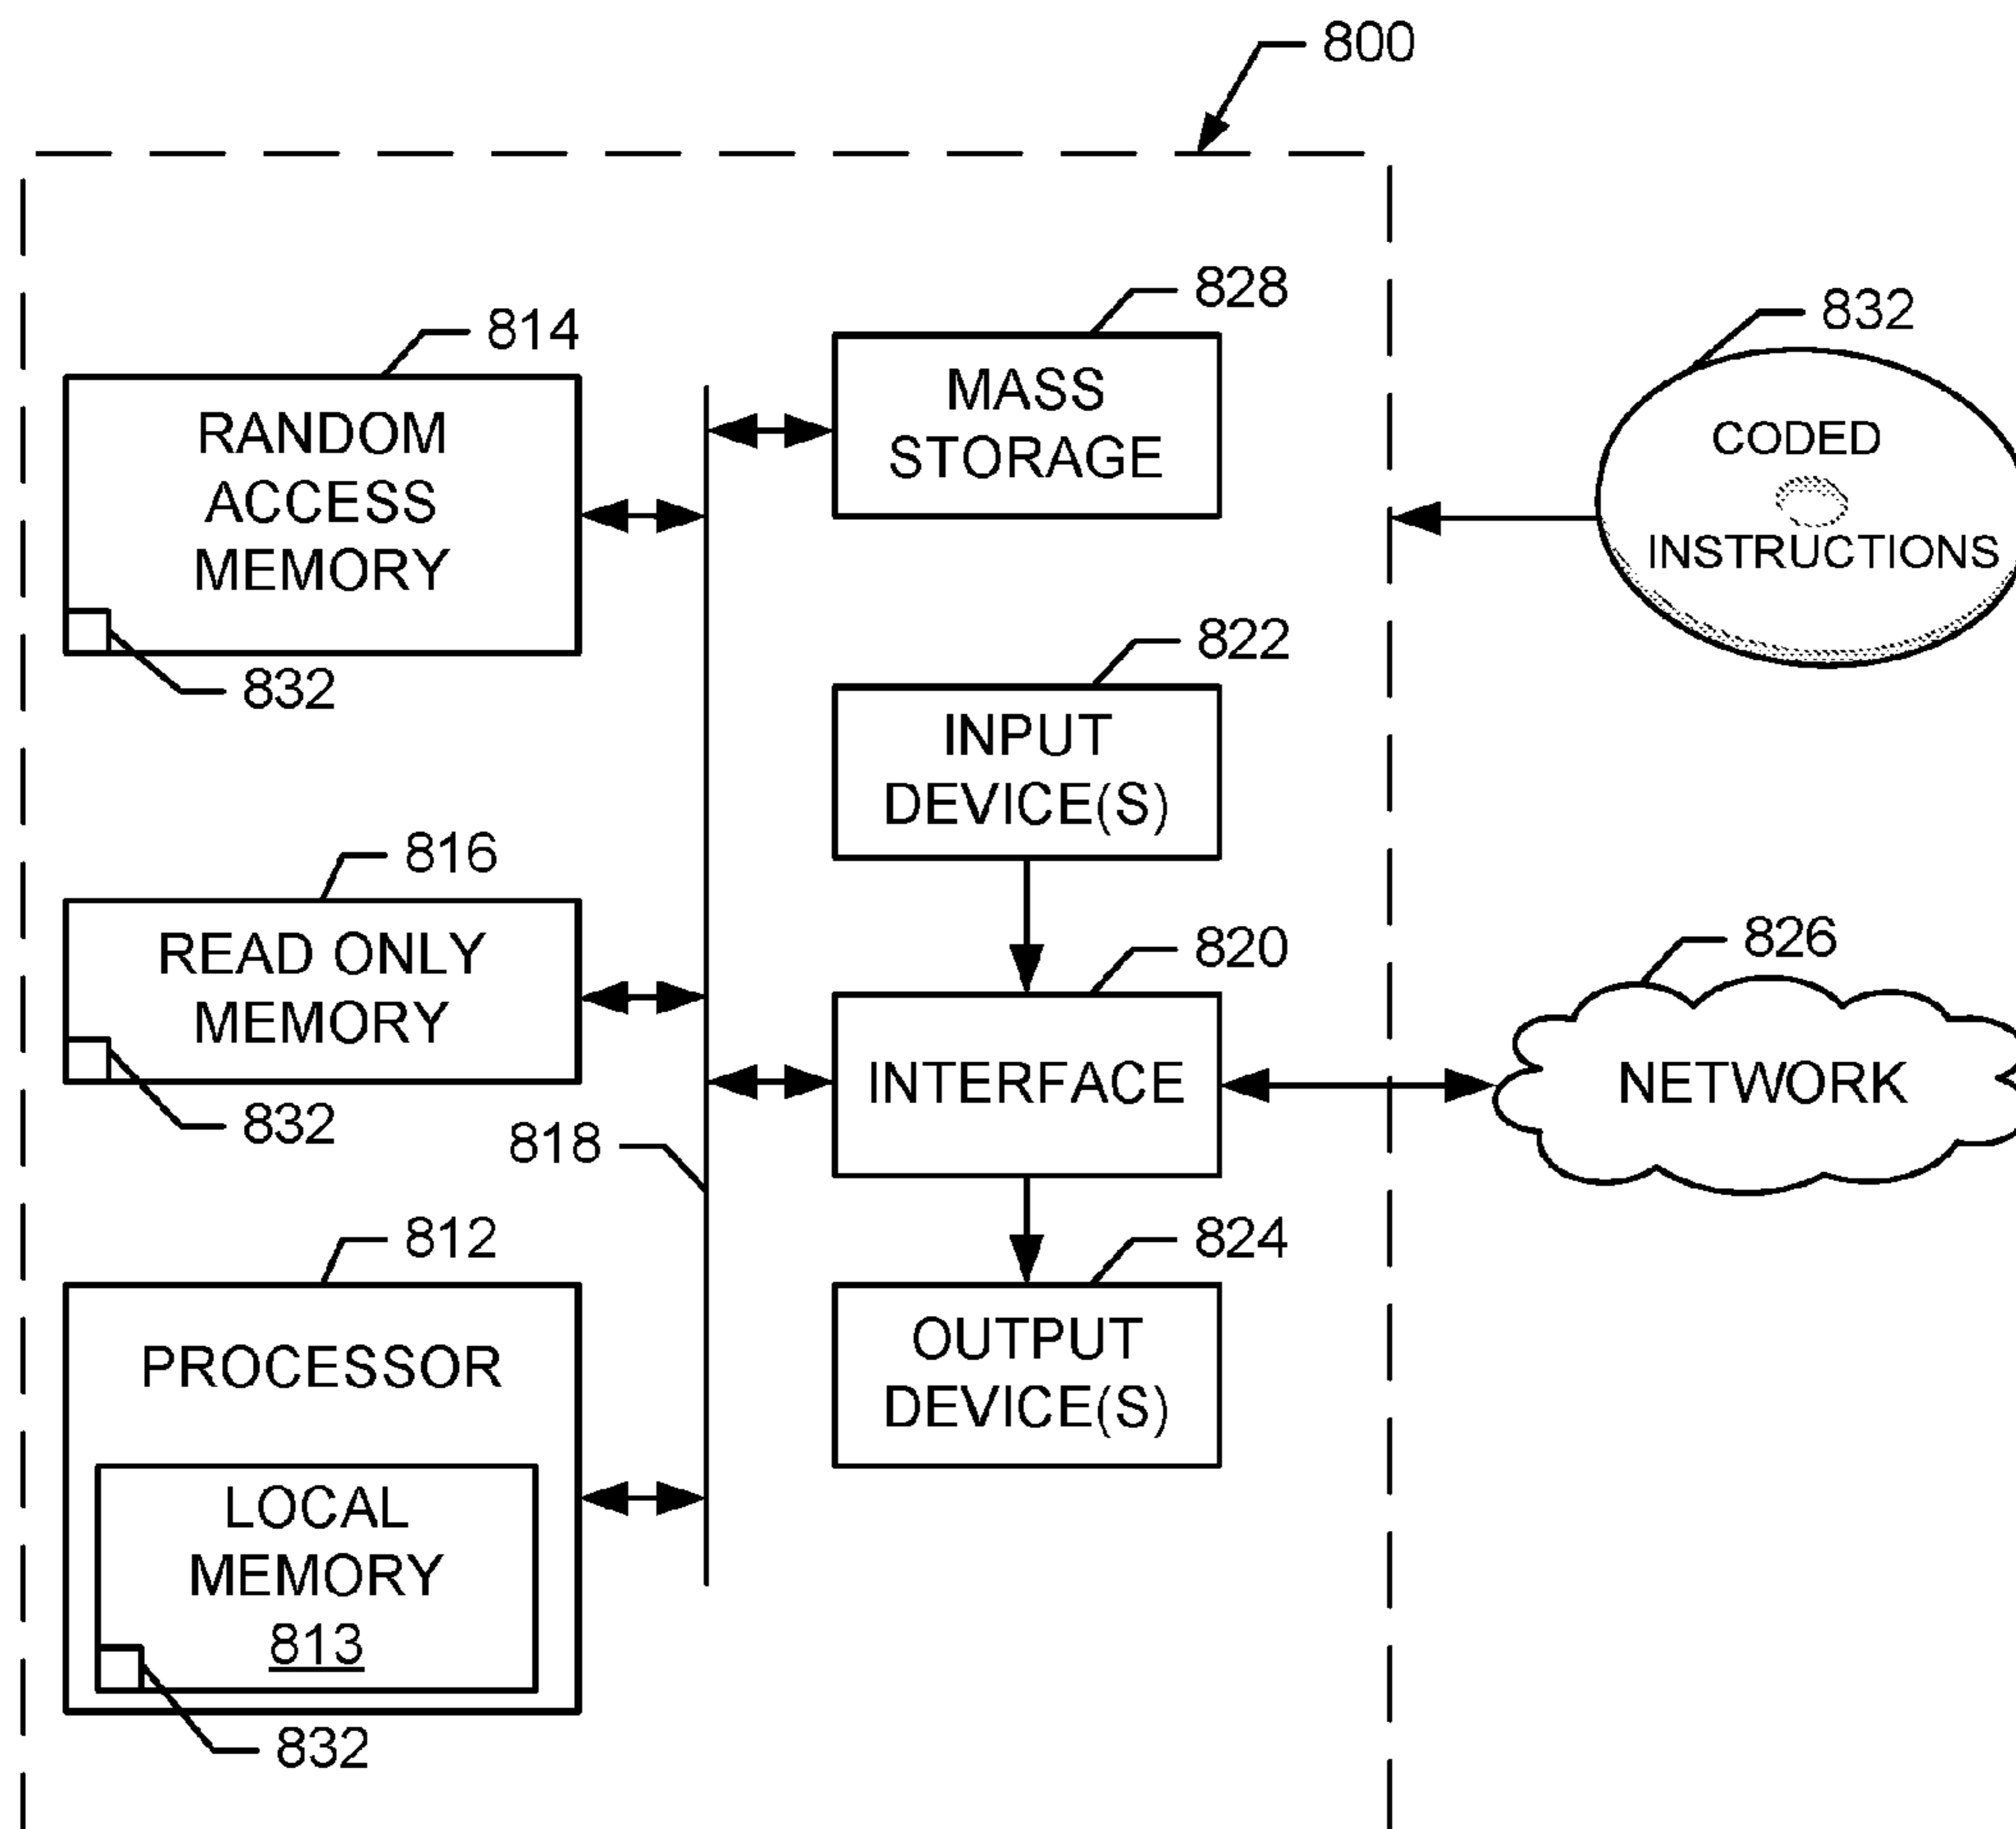 800
828
MASS
STORAGE
814
RANDOM
ACCESS
MEMORY
832
832
CODED
INSTRUCTIONS
822
INPUT
DEVICE(S)
816
READ ONLY
MEMORY
832
820
INTERFACE
826
NETWORK
818
812
PROCESSOR
LOCAL
MEMORY
813
832
824
OUTPUT
DEVICE(S)